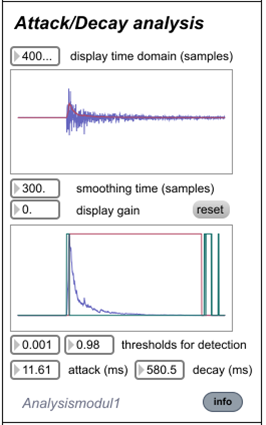 Attack/Decay analysis
400... display time domain (samples)
300. smoothing time (samples)
0. display gain reset
0.001 0.98 thresholds for detection
11.61 attack (ms) 580.5 decay (ms)
Analysismodul1 info